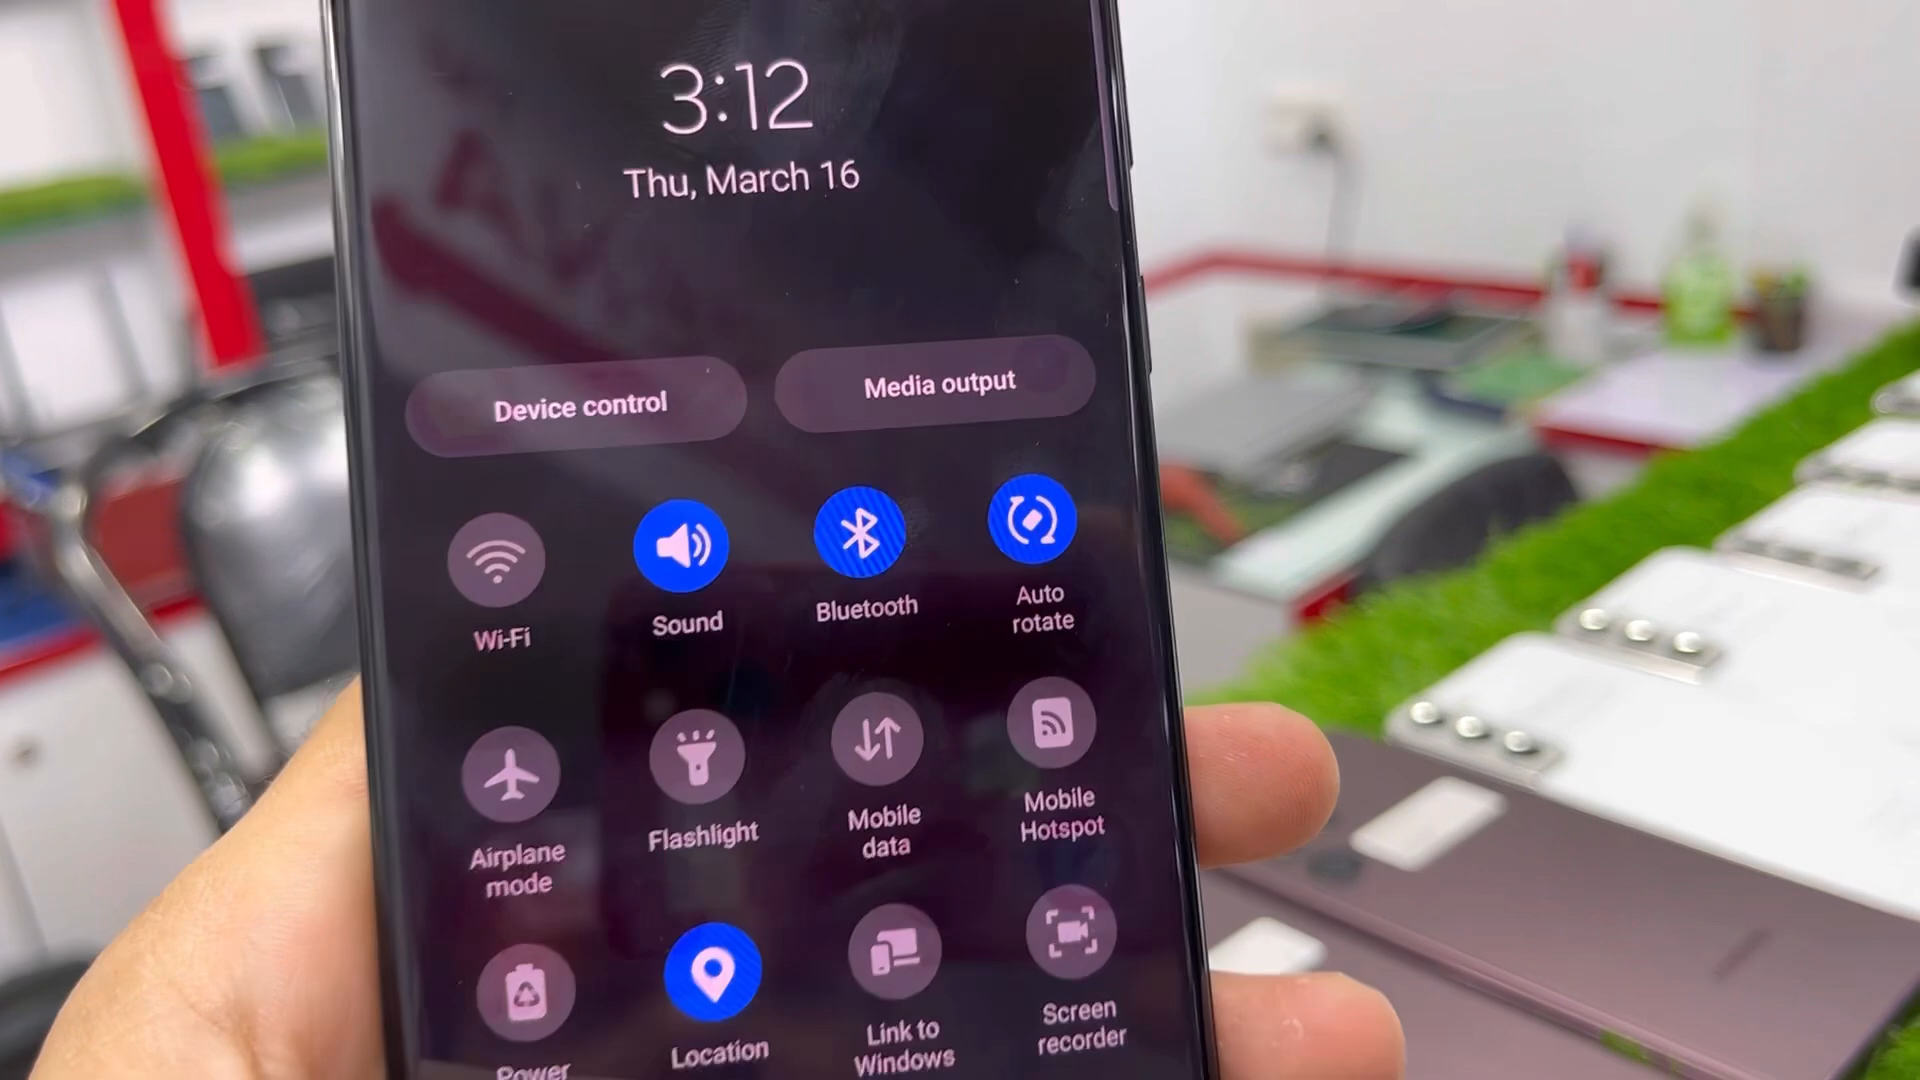 3:12
Thu, March 16
Device control
Media output
Wi-Fi
Sound
Bluetooth
Auto
rotate
Airplane
mode
Flashlight
Mobile
data
Mobile
Hotspot
Power
Location
Link to
Windows
Screen
recorder